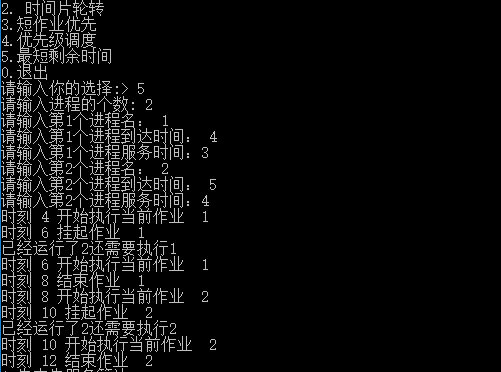 2. 时间片轮转
3.短作业优先
4.优先级调度
5.最短剩余时间
0.退出
请输入你的选择:> 5
请输入进程的个数: 2
请输入第1个进程名： 1
请输入第1个进程到达时间： 4
请输入第1个进程服务时间：3
请输入第2个进程名： 2
请输入第2个进程到达时间： 5
请输入第2个进程服务时间：4
时刻 4 开始执行当前作业  1
时刻 6 挂起作业  1
已经运行了2还需要执行1
时刻 6 开始执行当前作业  1
时刻 8 结束作业  1
时刻 8 开始执行当前作业  2
时刻 10 挂起作业  2
已经运行了2还需要执行2
时刻 10 开始执行当前作业  2
时刻 12 结束作业  2